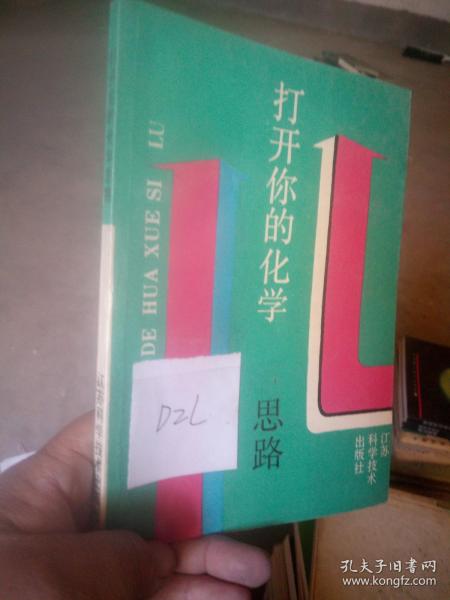 打开你的化学
思路
DE HUA XUE SI LU
DZL
江苏
科学技术
出版社
孔夫子旧书网
www.kongfz.com